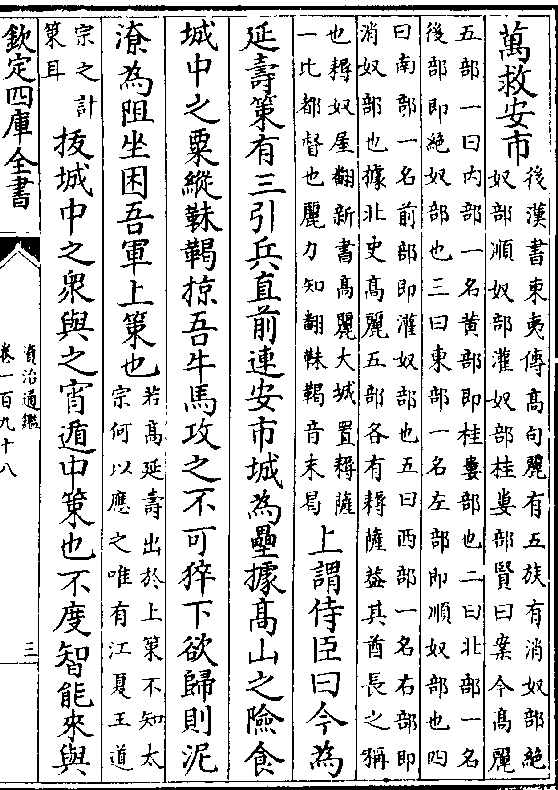 萬救安市後漢書東夷傳高句麗有五族有消奴部絶
奴部順奴部灌奴部桂婁部賢曰案今高麗
五部一曰内部一名黄部即桂婁部也二曰北部一名
後部即絶奴部也三曰東部一名左部即順奴部也四
曰南部一名前部即灌奴部也五曰西部一名右部即
消奴部也據北史高麗五部各有耨薩葢其酋長之稱
也耨奴屋翻新書高麗大城置耨薩
一比都督也麗力知翻靺鞨音末曷
上謂侍臣曰今為
延壽策有三引兵直前連安市城為壘據高山之險食
城中之粟縱靺鞨掠吾牛馬攻之不可猝下欲歸則泥
潦為阻坐困吾軍上策也
若高延壽出於上策不知太
宗何以應之唯有江夏王道
宗之計
策耳
拔城中之衆與之宵遁中策也不度智能來與
欽定四庫全書
資治通鑑
卷一百九十八
三